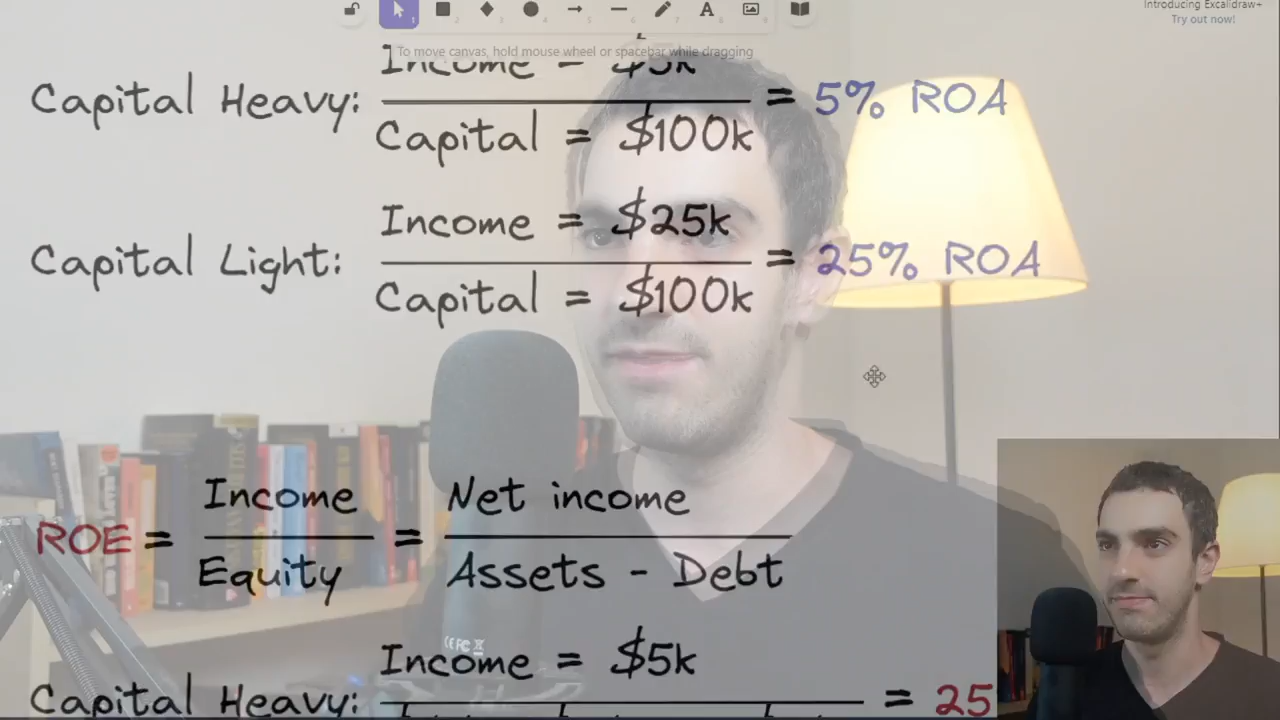 Introducing Excalidraw+
Try out now!
To move canvas, hold mouse wheel or spacebar while dragging
Income = $5k
Capital Heavy: = 5% ROA
Capital = $100k
Income = $25k
Capital Light: = 25% ROA
Capital = $100k
Income Net income
ROE = =
Equity Assets - Debt
Income = $5k
Capital Heavy: = 25